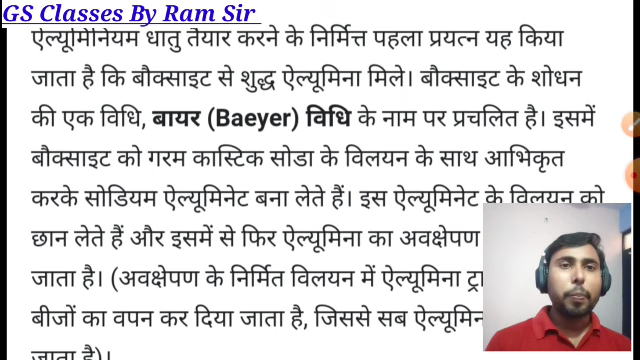 GS Classes By Ram Sir
ऐल्यूमिनियम धातु तैयार करने के निर्मित्त पहला प्रयत्न यह किया
जाता है कि बौक्साइट से शुद्ध ऐल्यूमिना मिले। बौक्साइट के शोधन
की एक विधि, बायर (Baeyer) विधि के नाम पर प्रचलित है। इसमें
बौक्साइट को गरम कास्टिक सोडा के विलयन के साथ आभिकृत
करके सोडियम ऐल्यूमिनेट बना लेते हैं। इस ऐल्यूमिनेट के विलयन को
छान लेते हैं और इसमें से फिर ऐल्यूमिना का अवक्षेपण
जाता है। (अवक्षेपण के निर्मित विलयन में ऐल्यूमिना
बीजों का वपन कर दिया जाता है, जिससे सब
जाता है)।